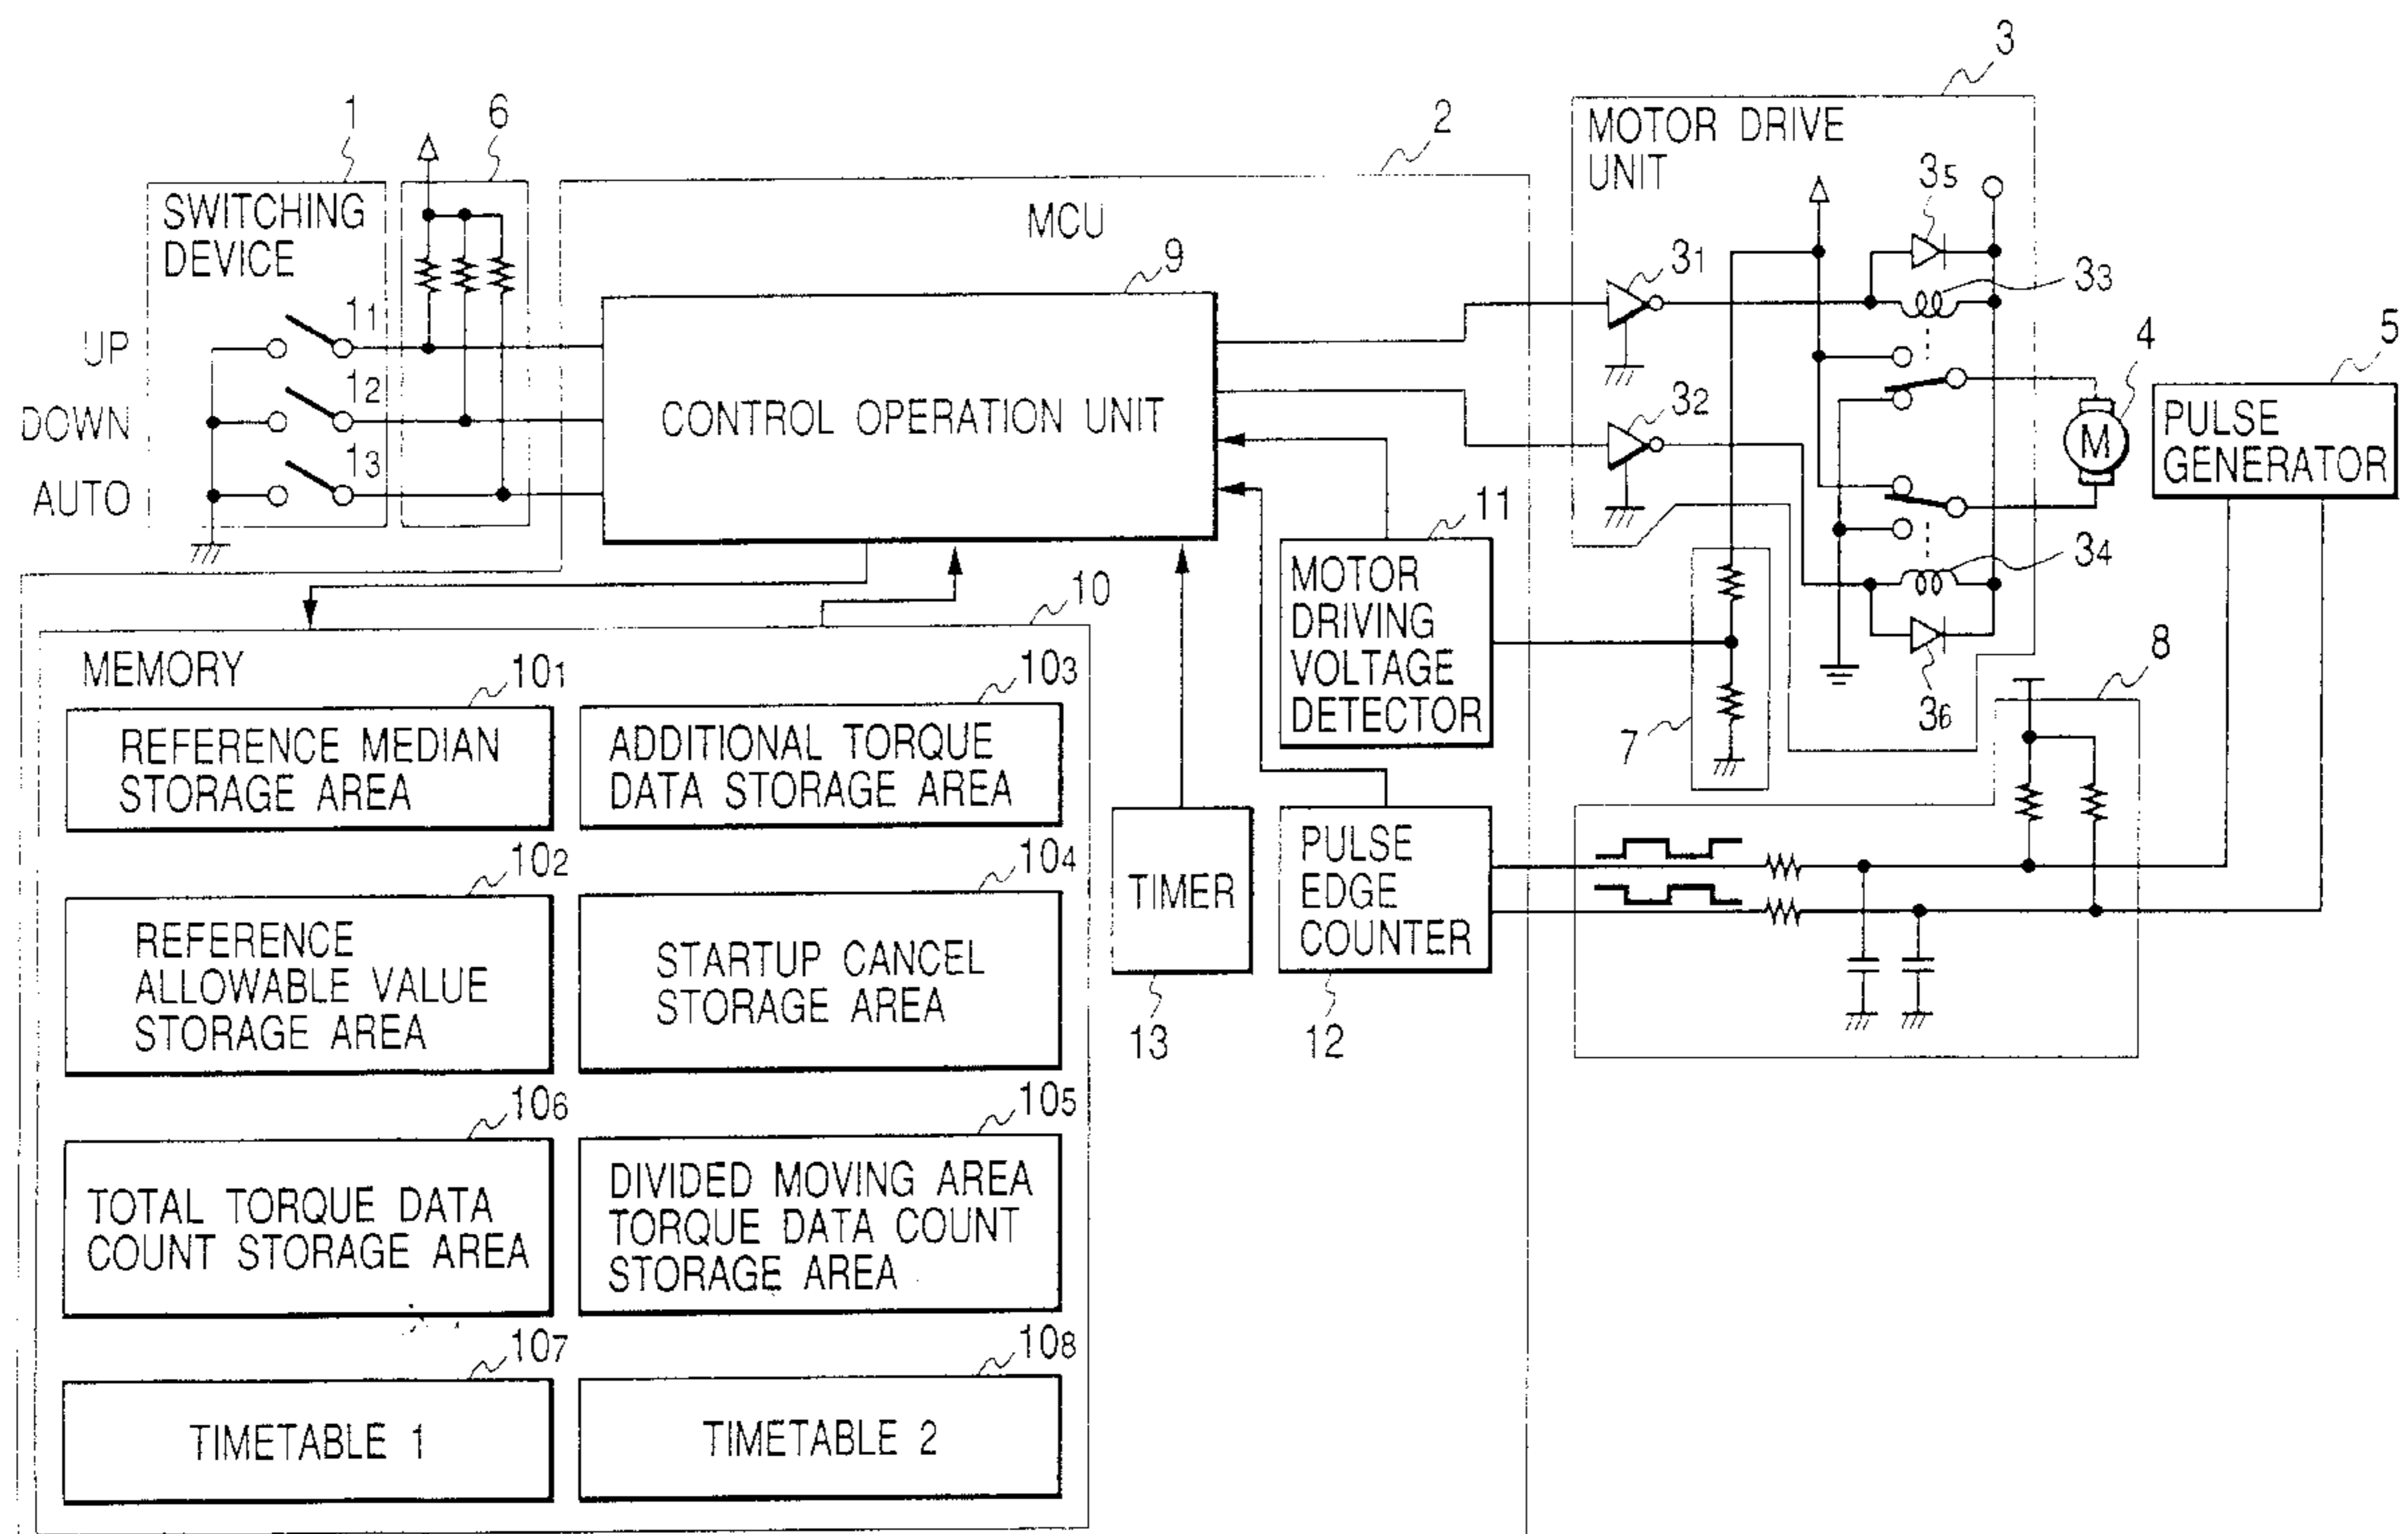 3
1
6
2
MOTOR DRIVE
UNIT
SWITCHING
DEVICE
MCU
35
9
31
33
11
UP
4
5
12
32
DOWN
CONTROL OPERATION UNIT
M
PULSE
GENERATOR
13
AUTO
11
34
10
MOTOR
DRIVING
VOLTAGE
DETECTOR
8
MEMORY
101
103
36
7
REFERENCE MEDIAN
STORAGE AREA
ADDITIONAL TORQUE
DATA STORAGE AREA
TIMER
PULSE
EDGE
COUNTER
102
104
REFERENCE
ALLOWABLE VALUE
STORAGE AREA
STARTUP CANCEL
STORAGE AREA
13
12
106
105
TOTAL TORQUE DATA
COUNT STORAGE AREA
DIVIDED MOVING AREA
TORQUE DATA COUNT
STORAGE AREA
107
108
TIMETABLE 1
TIMETABLE 2